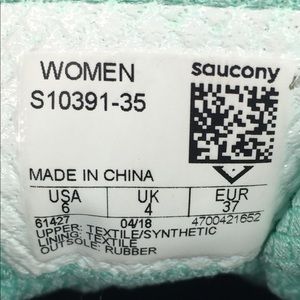 WOMEN saucony
S10391-35
MADE IN CHINA
USA UK EUR
6 4 37
61427 04/18 4700421652
UPPER: TEXTILE/SYNTHETIC
LINING: TEXTILE
OUTSOLE: RUBBER